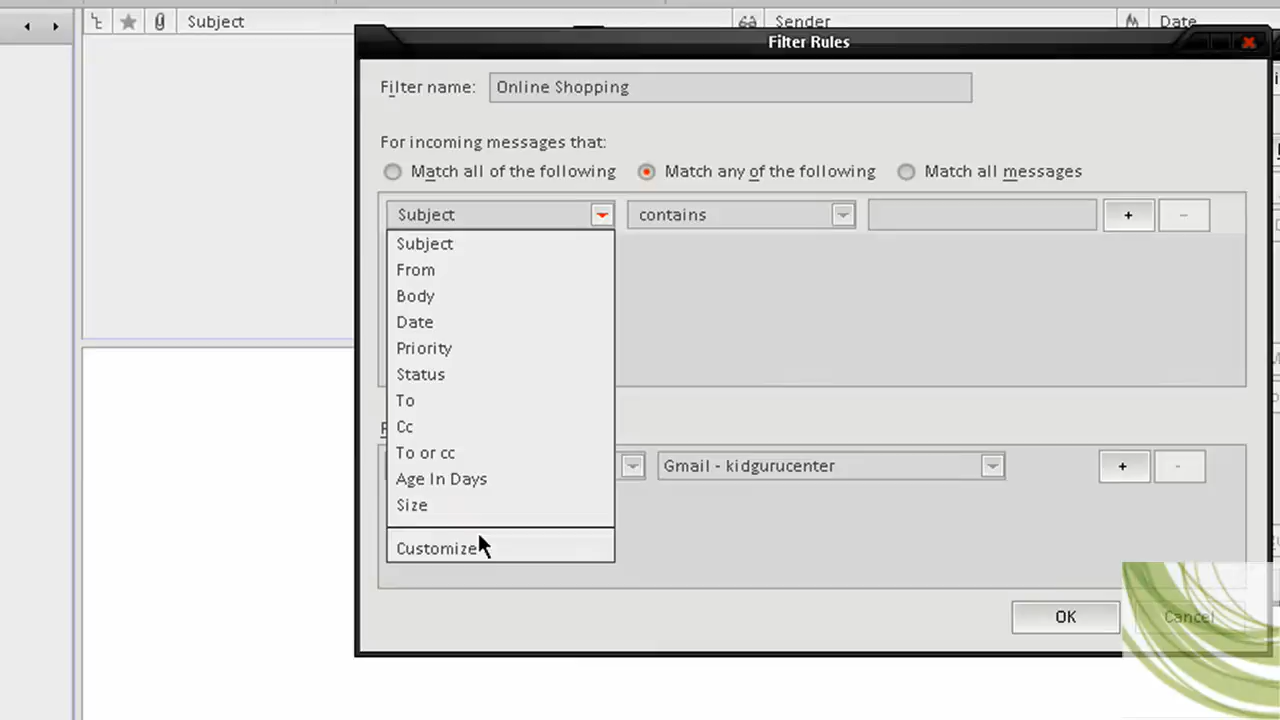 Subject Sender Date
Filter Rules
Filter name: Online Shopping
For incoming messages that:
Match all of the following Match any of the following Match all messages
Subject contains + -
Subject
From
Body
Date
Priority
Status
To
Cc
To or cc
Age In Days
Size
Customize
Gmail - kidgurucenter + -
OK Cancel